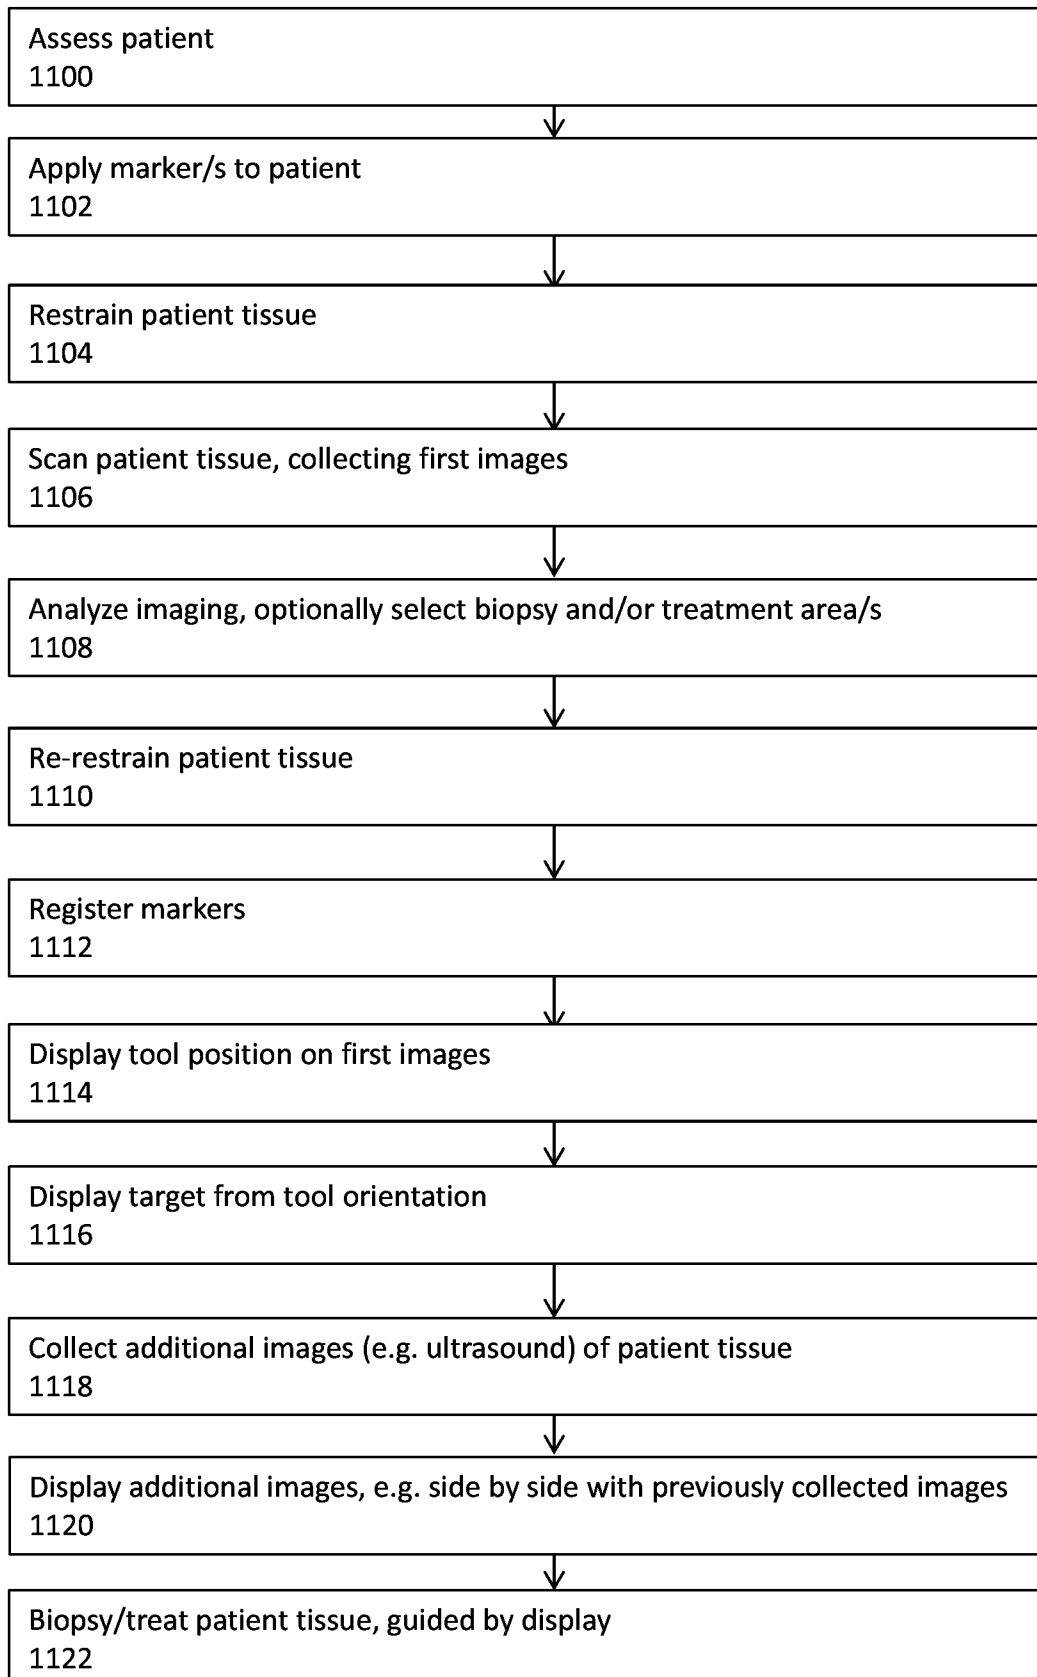 Assess patient
1100
Apply marker/s to patient
1102
Restrain patient tissue
1104
Scan patient tissue, collecting first images
1106
Analyze imaging, optionally select biopsy and/or treatment area/s
1108
Re-restrain patient tissue
1110
Register markers
1112
Display tool position on first images
1114
Display target from tool orientation
1116
Collect additional images (e.g. ultrasound) of patient tissue
1118
Display additional images, e.g. side by side with previously collected images
1120
Biopsy/treat patient tissue, guided by display
1122